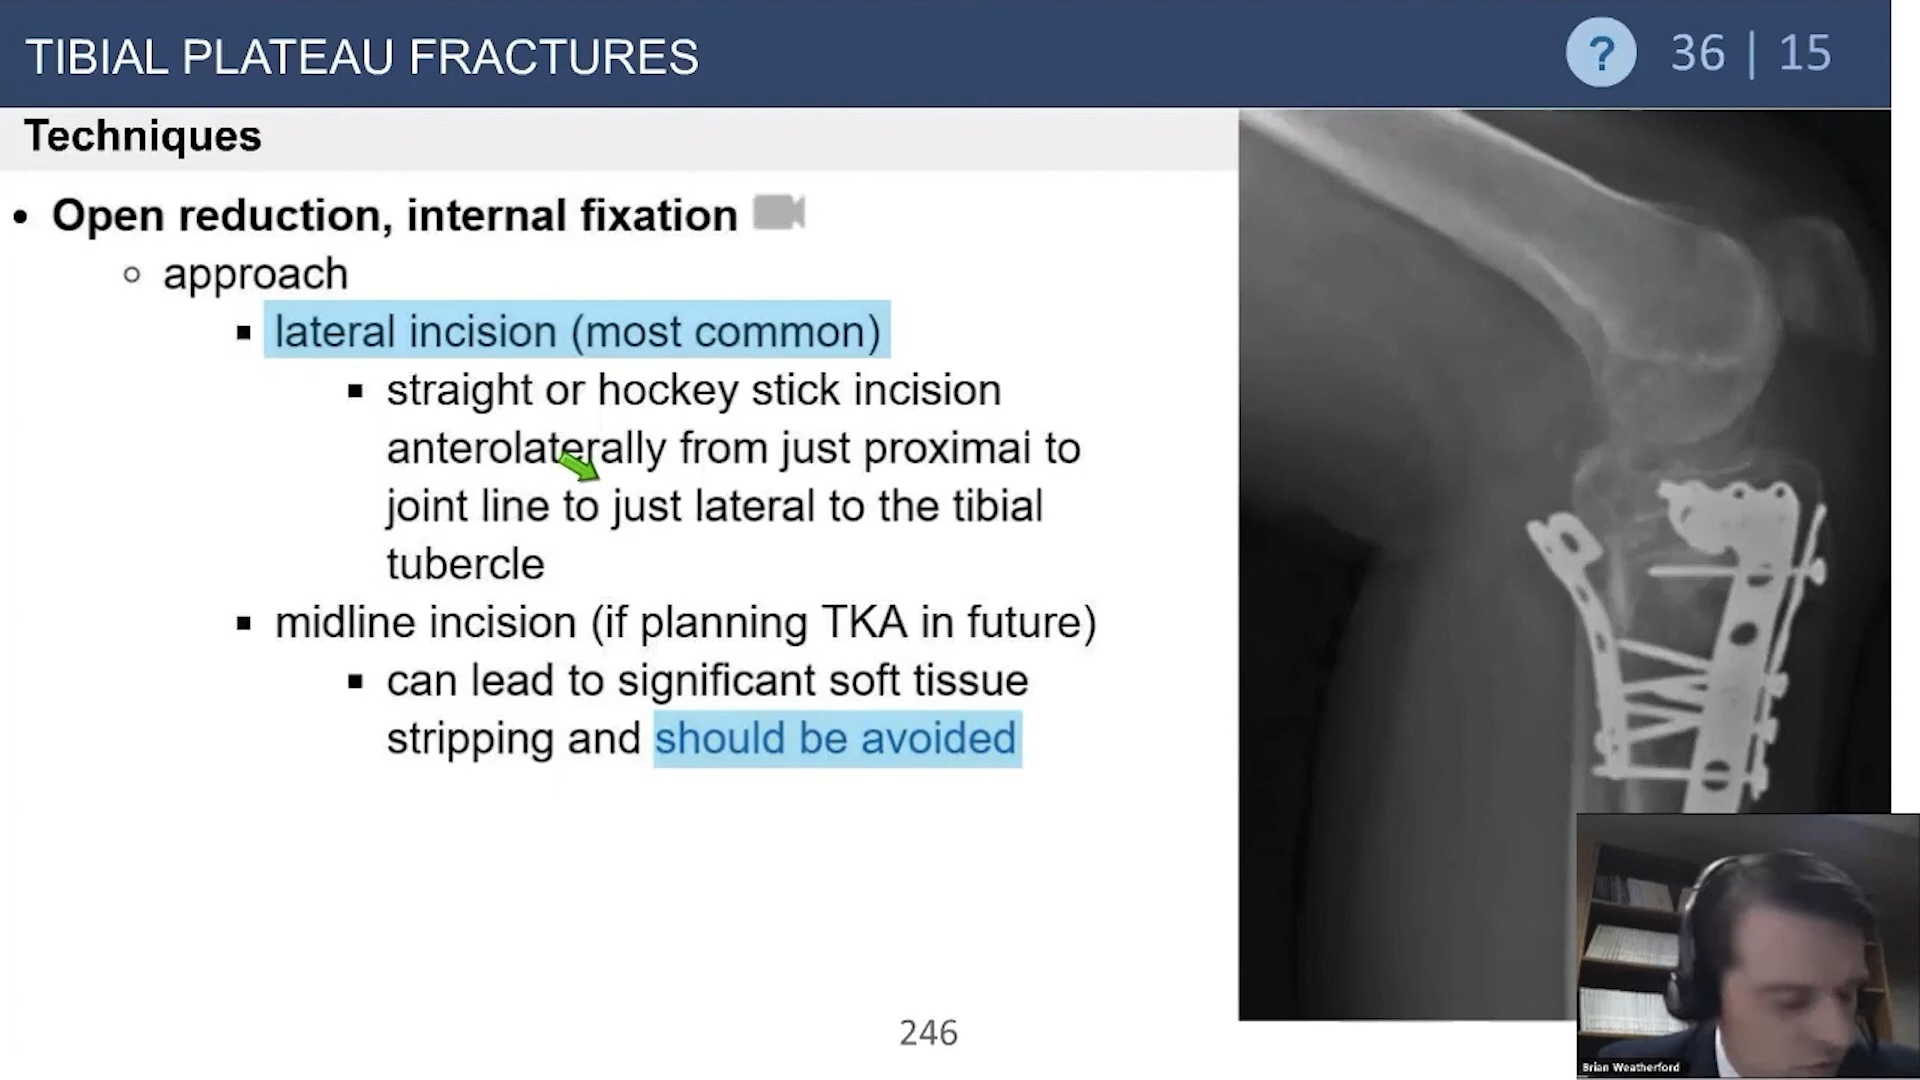 TIBIAL PLATEAU FRACTURES
? 36 | 15
Techniques
• Open reduction, internal fixation
approach
lateral incision (most common)
straight or hockey stick incision
anterolaterally from just proximal to
joint line to just lateral to the tibial
tubercle
midline incision (if planning TKA in future)
can lead to significant soft tissue
stripping and should be avoided
246
Brian Weatherford